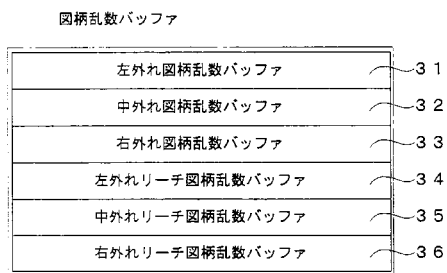 図柄乱数バッファ
左外れ図柄乱数バッファ 31
中外れ図柄乱数バッファ 32
右外れ図柄乱数バッファ 33
左外れリーチ図柄乱数バッファ 34
中外れリーチ図柄乱数バッファ 35
右外れリーチ図柄乱数バッファ 36